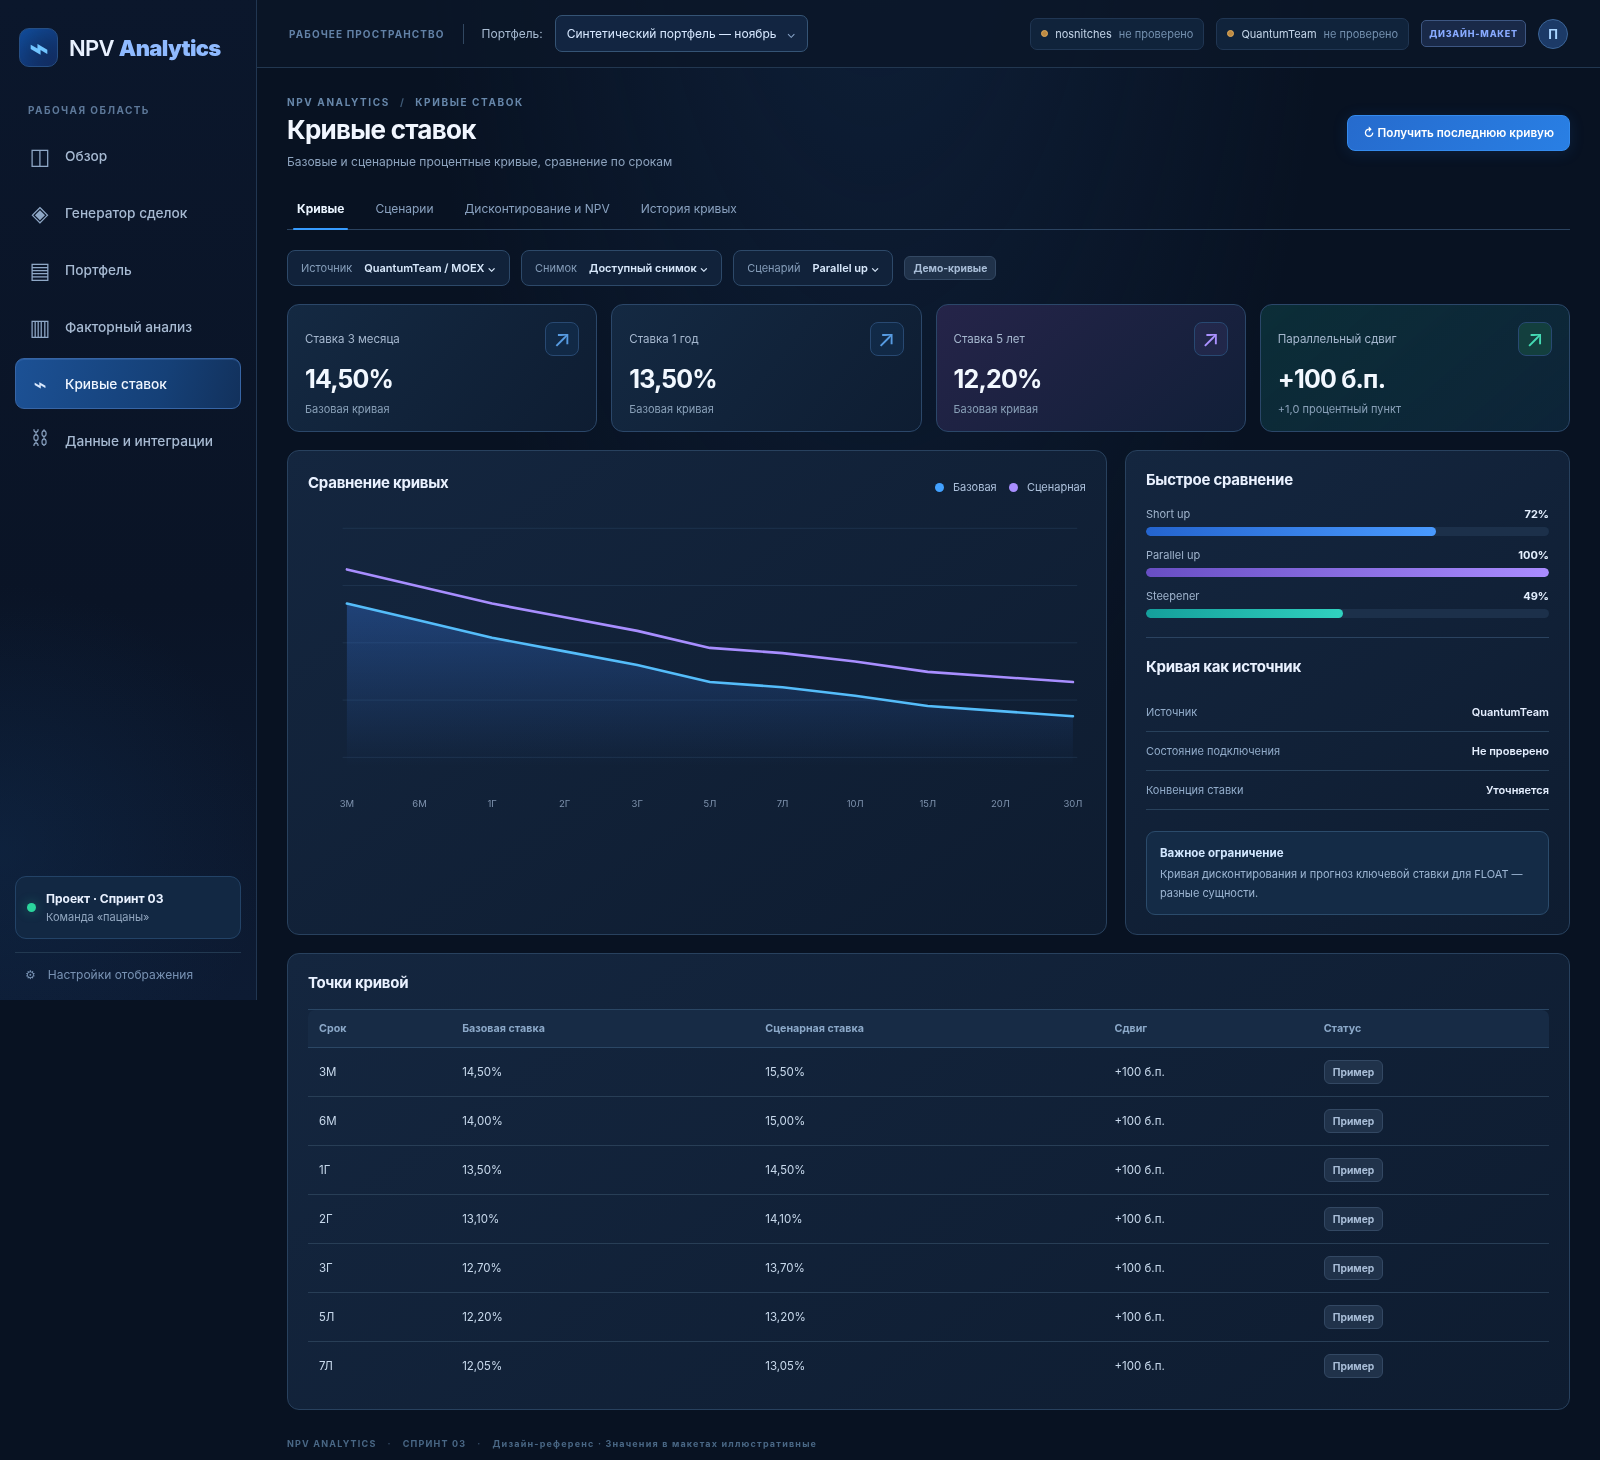 NPV Analytics
РАБОЧАЯ ОБЛАСТЬ
Обзор
Генератор сделок
Портфель
Факторный анализ
Кривые ставок
Данные и интеграции
Проект · Спринт 03
Команда «пацаны»
Настройки отображения
РАБОЧЕЕ ПРОСТРАНСТВО
Портфель: Синтетический портфель — ноябрь
nosnitches не проверено
QuantumTeam не проверено
ДИЗАЙН-МАКЕТ
П
NPV ANALYTICS / КРИВЫЕ СТАВОК
Кривые ставок
Базовые и сценарные процентные кривые, сравнение по срокам
↻ Получить последнюю кривую
Кривые Сценарии Дисконтирование и NPV История кривых
Источник QuantumTeam / MOEX
Снимок Доступный снимок
Сценарий Parallel up
Демо-кривые
Ставка 3 месяца
14,50%
Базовая кривая
Ставка 1 год
13,50%
Базовая кривая
Ставка 5 лет
12,20%
Базовая кривая
Параллельный сдвиг
+100 б.п.
+1,0 процентный пункт
Сравнение кривых
Базовая Сценарная
3М 6М 1Г 2Г 3Г 5Л 7Л 10Л 15Л 20Л 30Л
Быстрое сравнение
Short up 72%
Parallel up 100%
Steepener 49%
Кривая как источник
Источник QuantumTeam
Состояние подключения Не проверено
Конвенция ставки Уточняется
Важное ограничение
Кривая дисконтирования и прогноз ключевой ставки для FLOAT —
разные сущности.
Точки кривой
Срок Базовая ставка Сценарная ставка Сдвиг Статус
3М 14,50% 15,50% +100 б.п. Пример
6М 14,00% 15,00% +100 б.п. Пример
1Г 13,50% 14,50% +100 б.п. Пример
2Г 13,10% 14,10% +100 б.п. Пример
3Г 12,70% 13,70% +100 б.п. Пример
5Л 12,20% 13,20% +100 б.п. Пример
7Л 12,05% 13,05% +100 б.п. Пример
NPV ANALYTICS · СПРИНТ 03 · Дизайн-референс · Значения в макетах иллюстративные